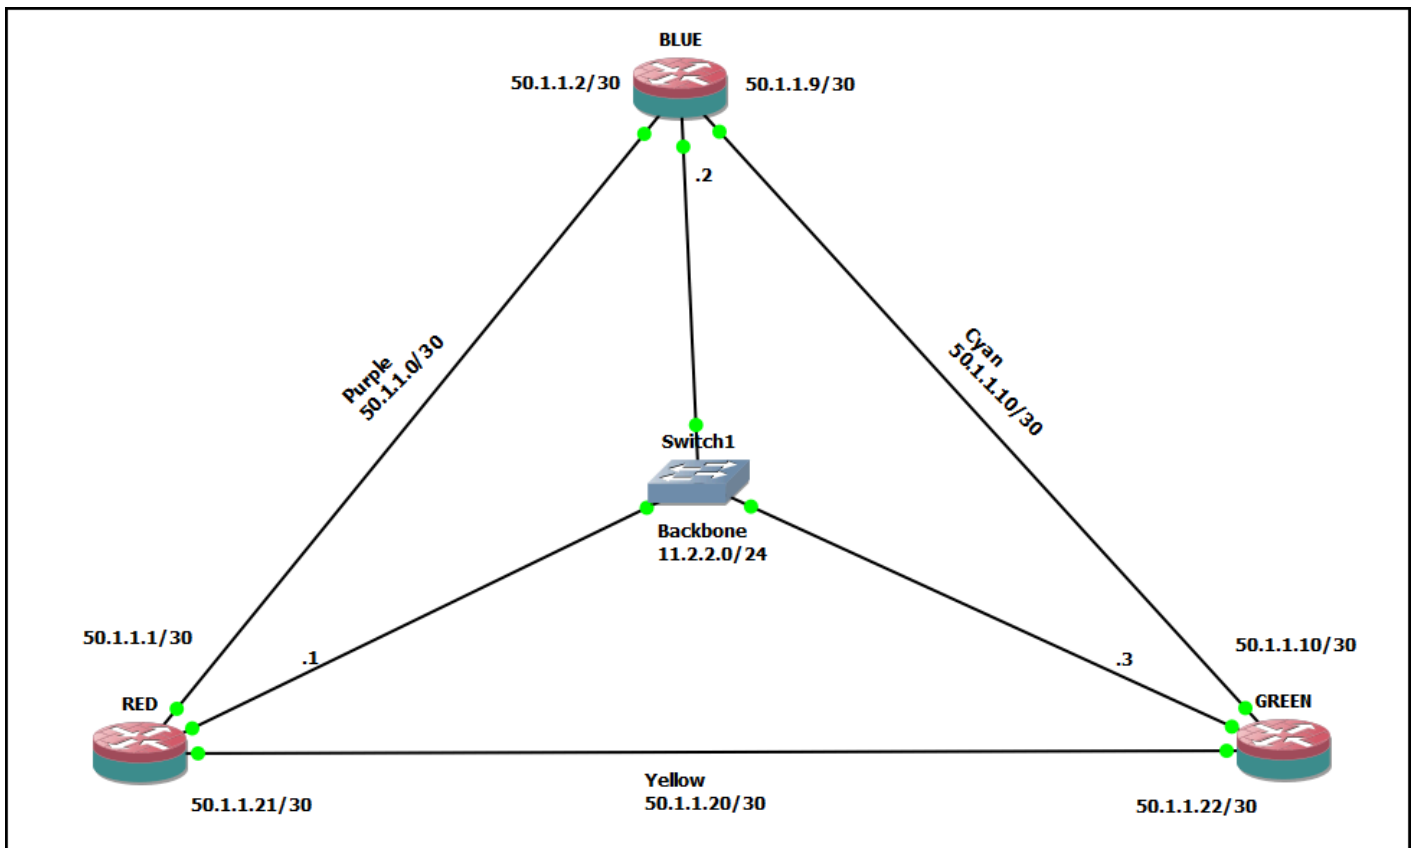 BLUE
50.1.1.2/30
50.1.1.9/30
.2
Purple
50.1.1.0/30
Cyan
50.1.1.10/30
Switch1
Backbone
11.2.2.0/24
50.1.1.1/30
.1
.3
50.1.1.10/30
RED
GREEN
Yellow
50.1.1.20/30
50.1.1.21/30
50.1.1.22/30